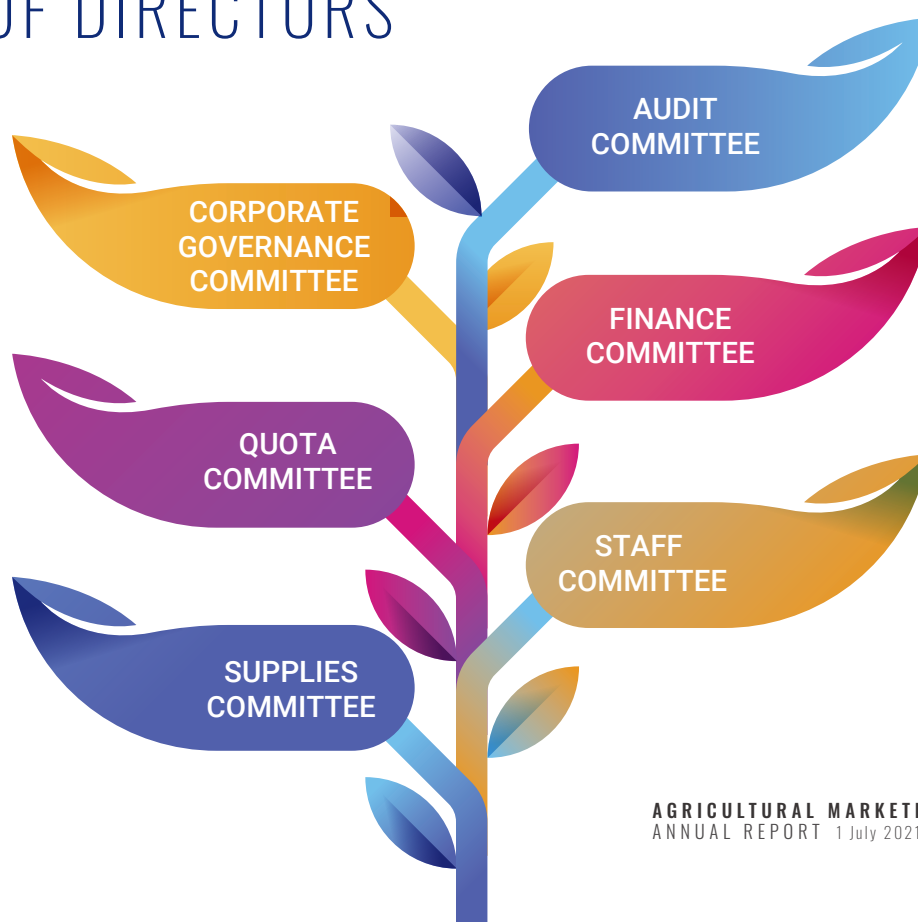 OF DIRECTORS
AUDIT
COMMITTEE
CORPORATE
GOVERNANCE
COMMITTEE
FINANCE
COMMITTEE
QUOTA
COMMITTEE
STAFF
COMMITTEE
SUPPLIES
COMMITTEE
AGRICULTURAL
ANNUAL REPORT 1 July 2021